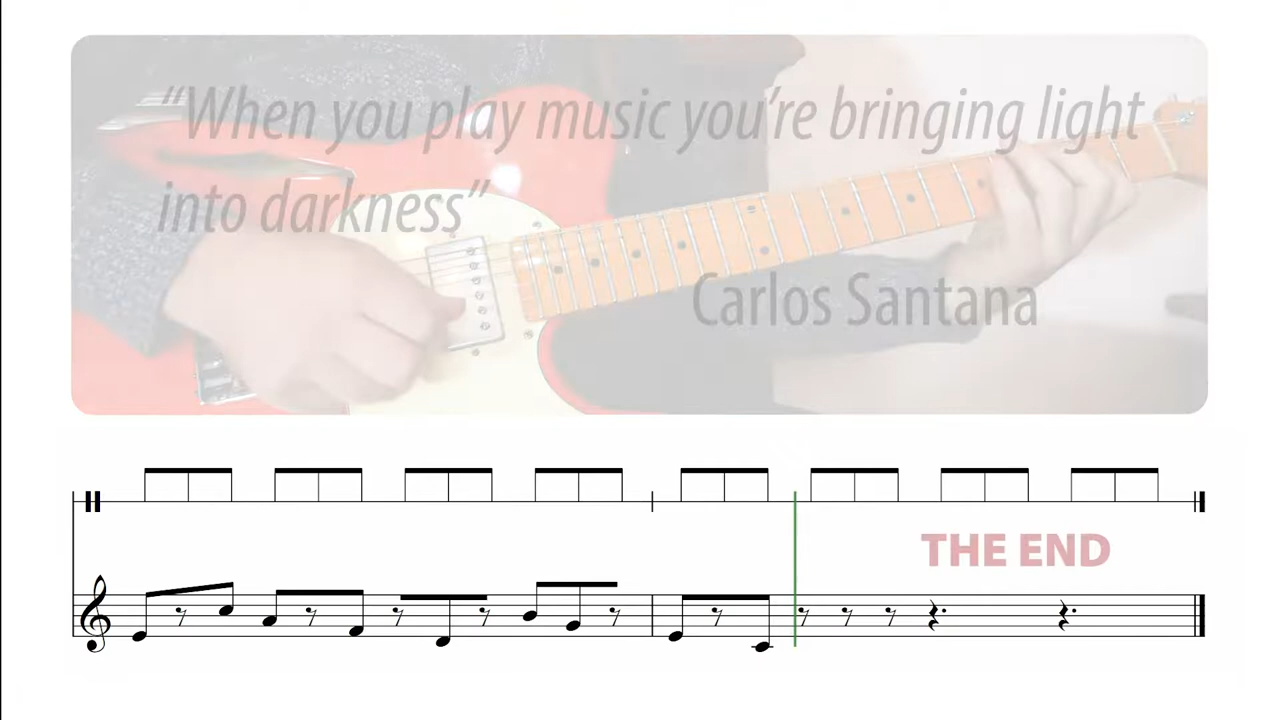 “When you play music you’re bringing light
into darkness”
Carlos Santana
THE END